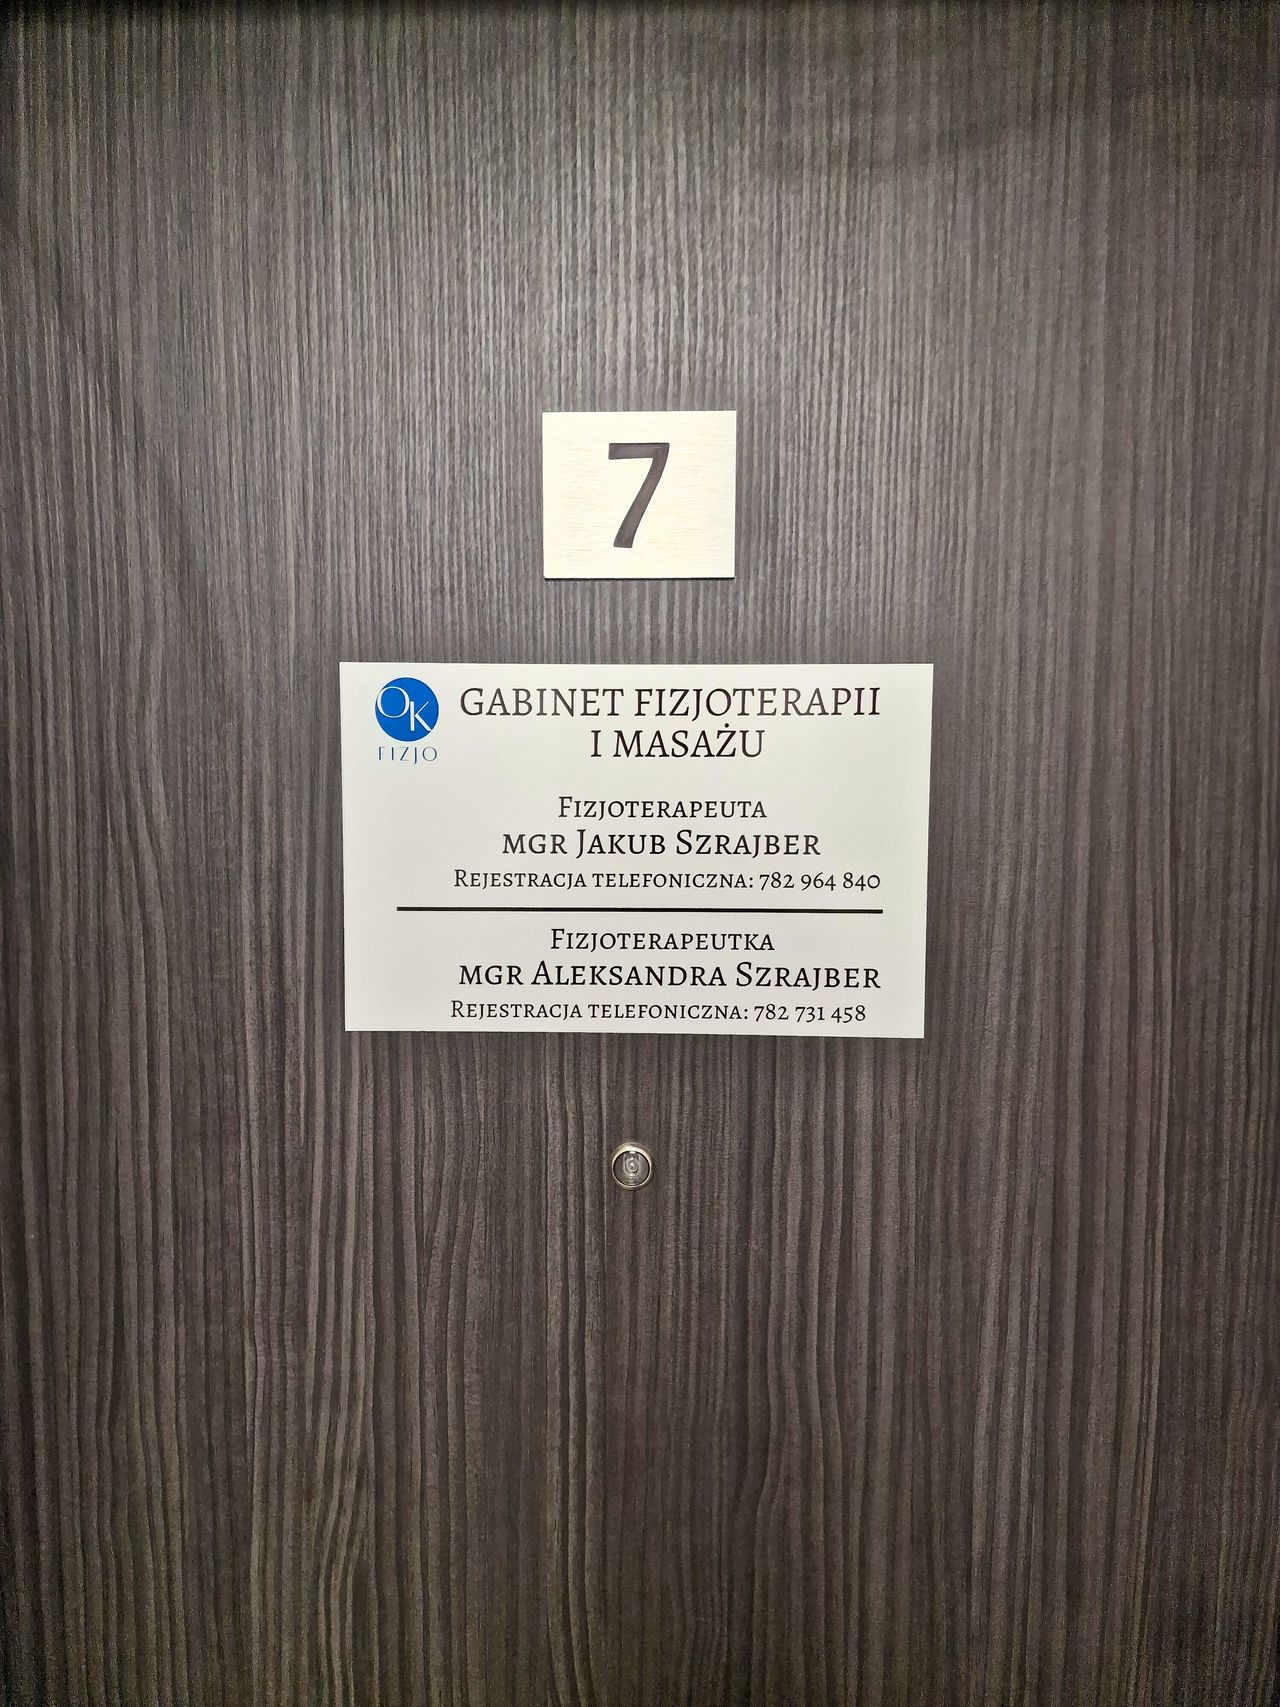 7
OK
FIZJO
GABINET FIZJOTERAPII
I MASAŻU
Fizjoterapeuta
mgr Jakub Szrajber
Rejestracja telefoniczna: 782 964 840
Fizjoterapeutka
mgr Aleksandra Szrajber
Rejestracja telefoniczna: 782 731 458